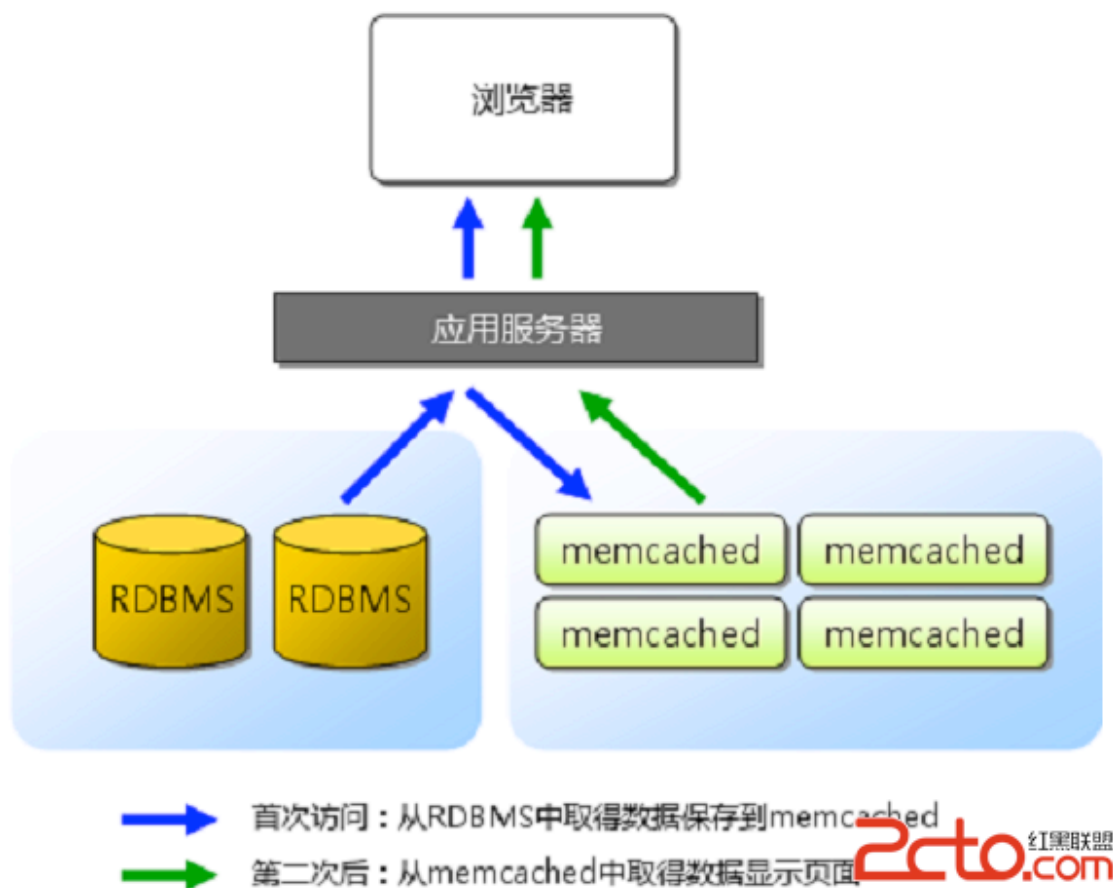 浏览器
应用服务器
RDBMS RDBMS
memcached memcached
memcached memcached
首次访问：从RDBMS中取得数据保存到memcached
第二次后：从memcached中取得数据显示页面
2cto.com 红黑联盟